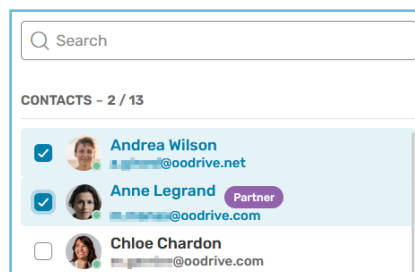 Search
CONTACTS - 2 / 13
Andrea Wilson
@oodrive.net
Anne Legrand Partner
@oodrive.com
Chloe Chardon
@oodrive.com